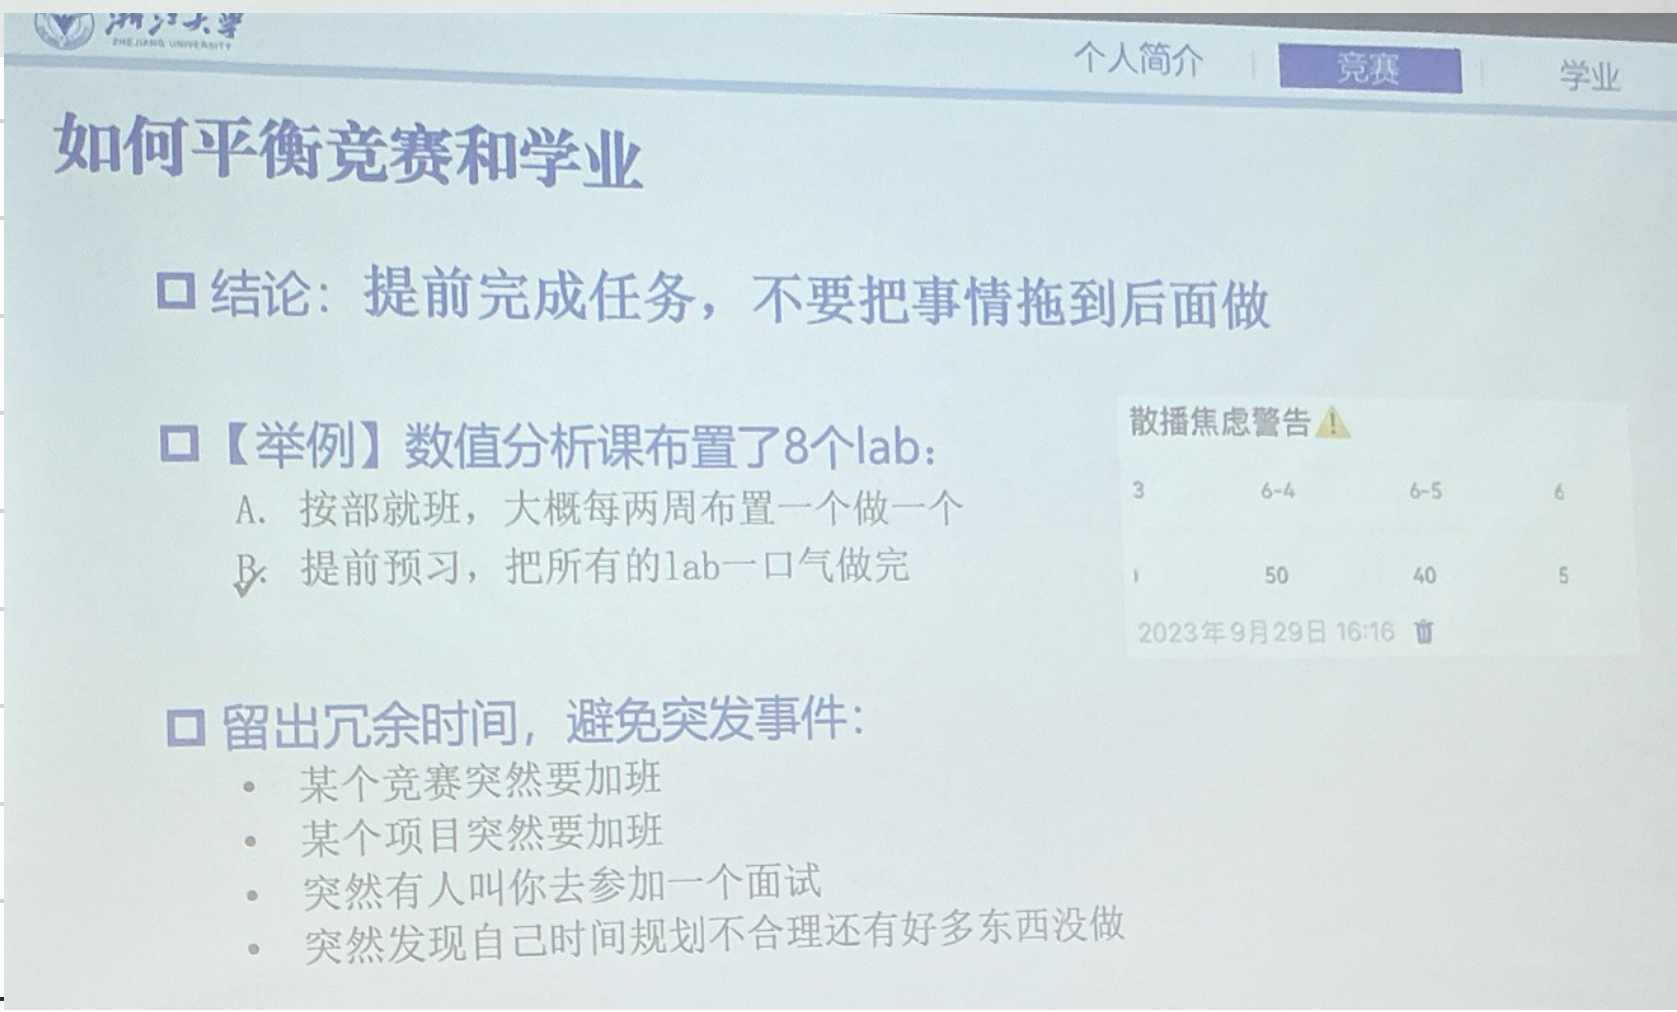 浙江大学
ZHEJIANG UNIVERSITY
个人简介 竞赛 学业
如何平衡竞赛和学业
结论：提前完成任务，不要把事情拖到后面做
【举例】数值分析课布置了8个lab：
A. 按部就班，大概每两周布置一个做一个
B. 提前预习，把所有的lab一口气做完
散播焦虑警告⚠
3 6-4 6-5 6
50 40 5
2023年9月29日 16:16
留出冗余时间，避免突发事件：
• 某个竞赛突然要加班
• 某个项目突然要加班
• 突然有人叫你去参加一个面试
• 突然发现自己时间规划不合理还有好多东西没做